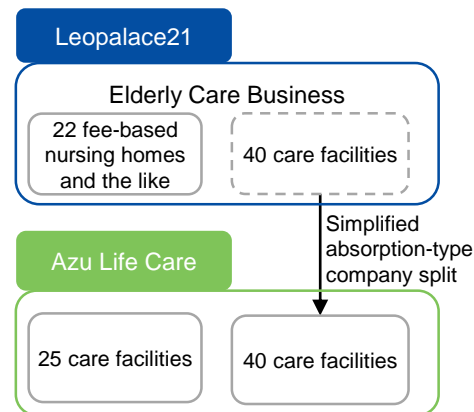 Leopalace21
Elderly Care Business
22 fee-based
nursing homes
and the like
40 care facilities
Simplified
absorption-type
company split
Azu Life Care
25 care facilities
40 care facilities